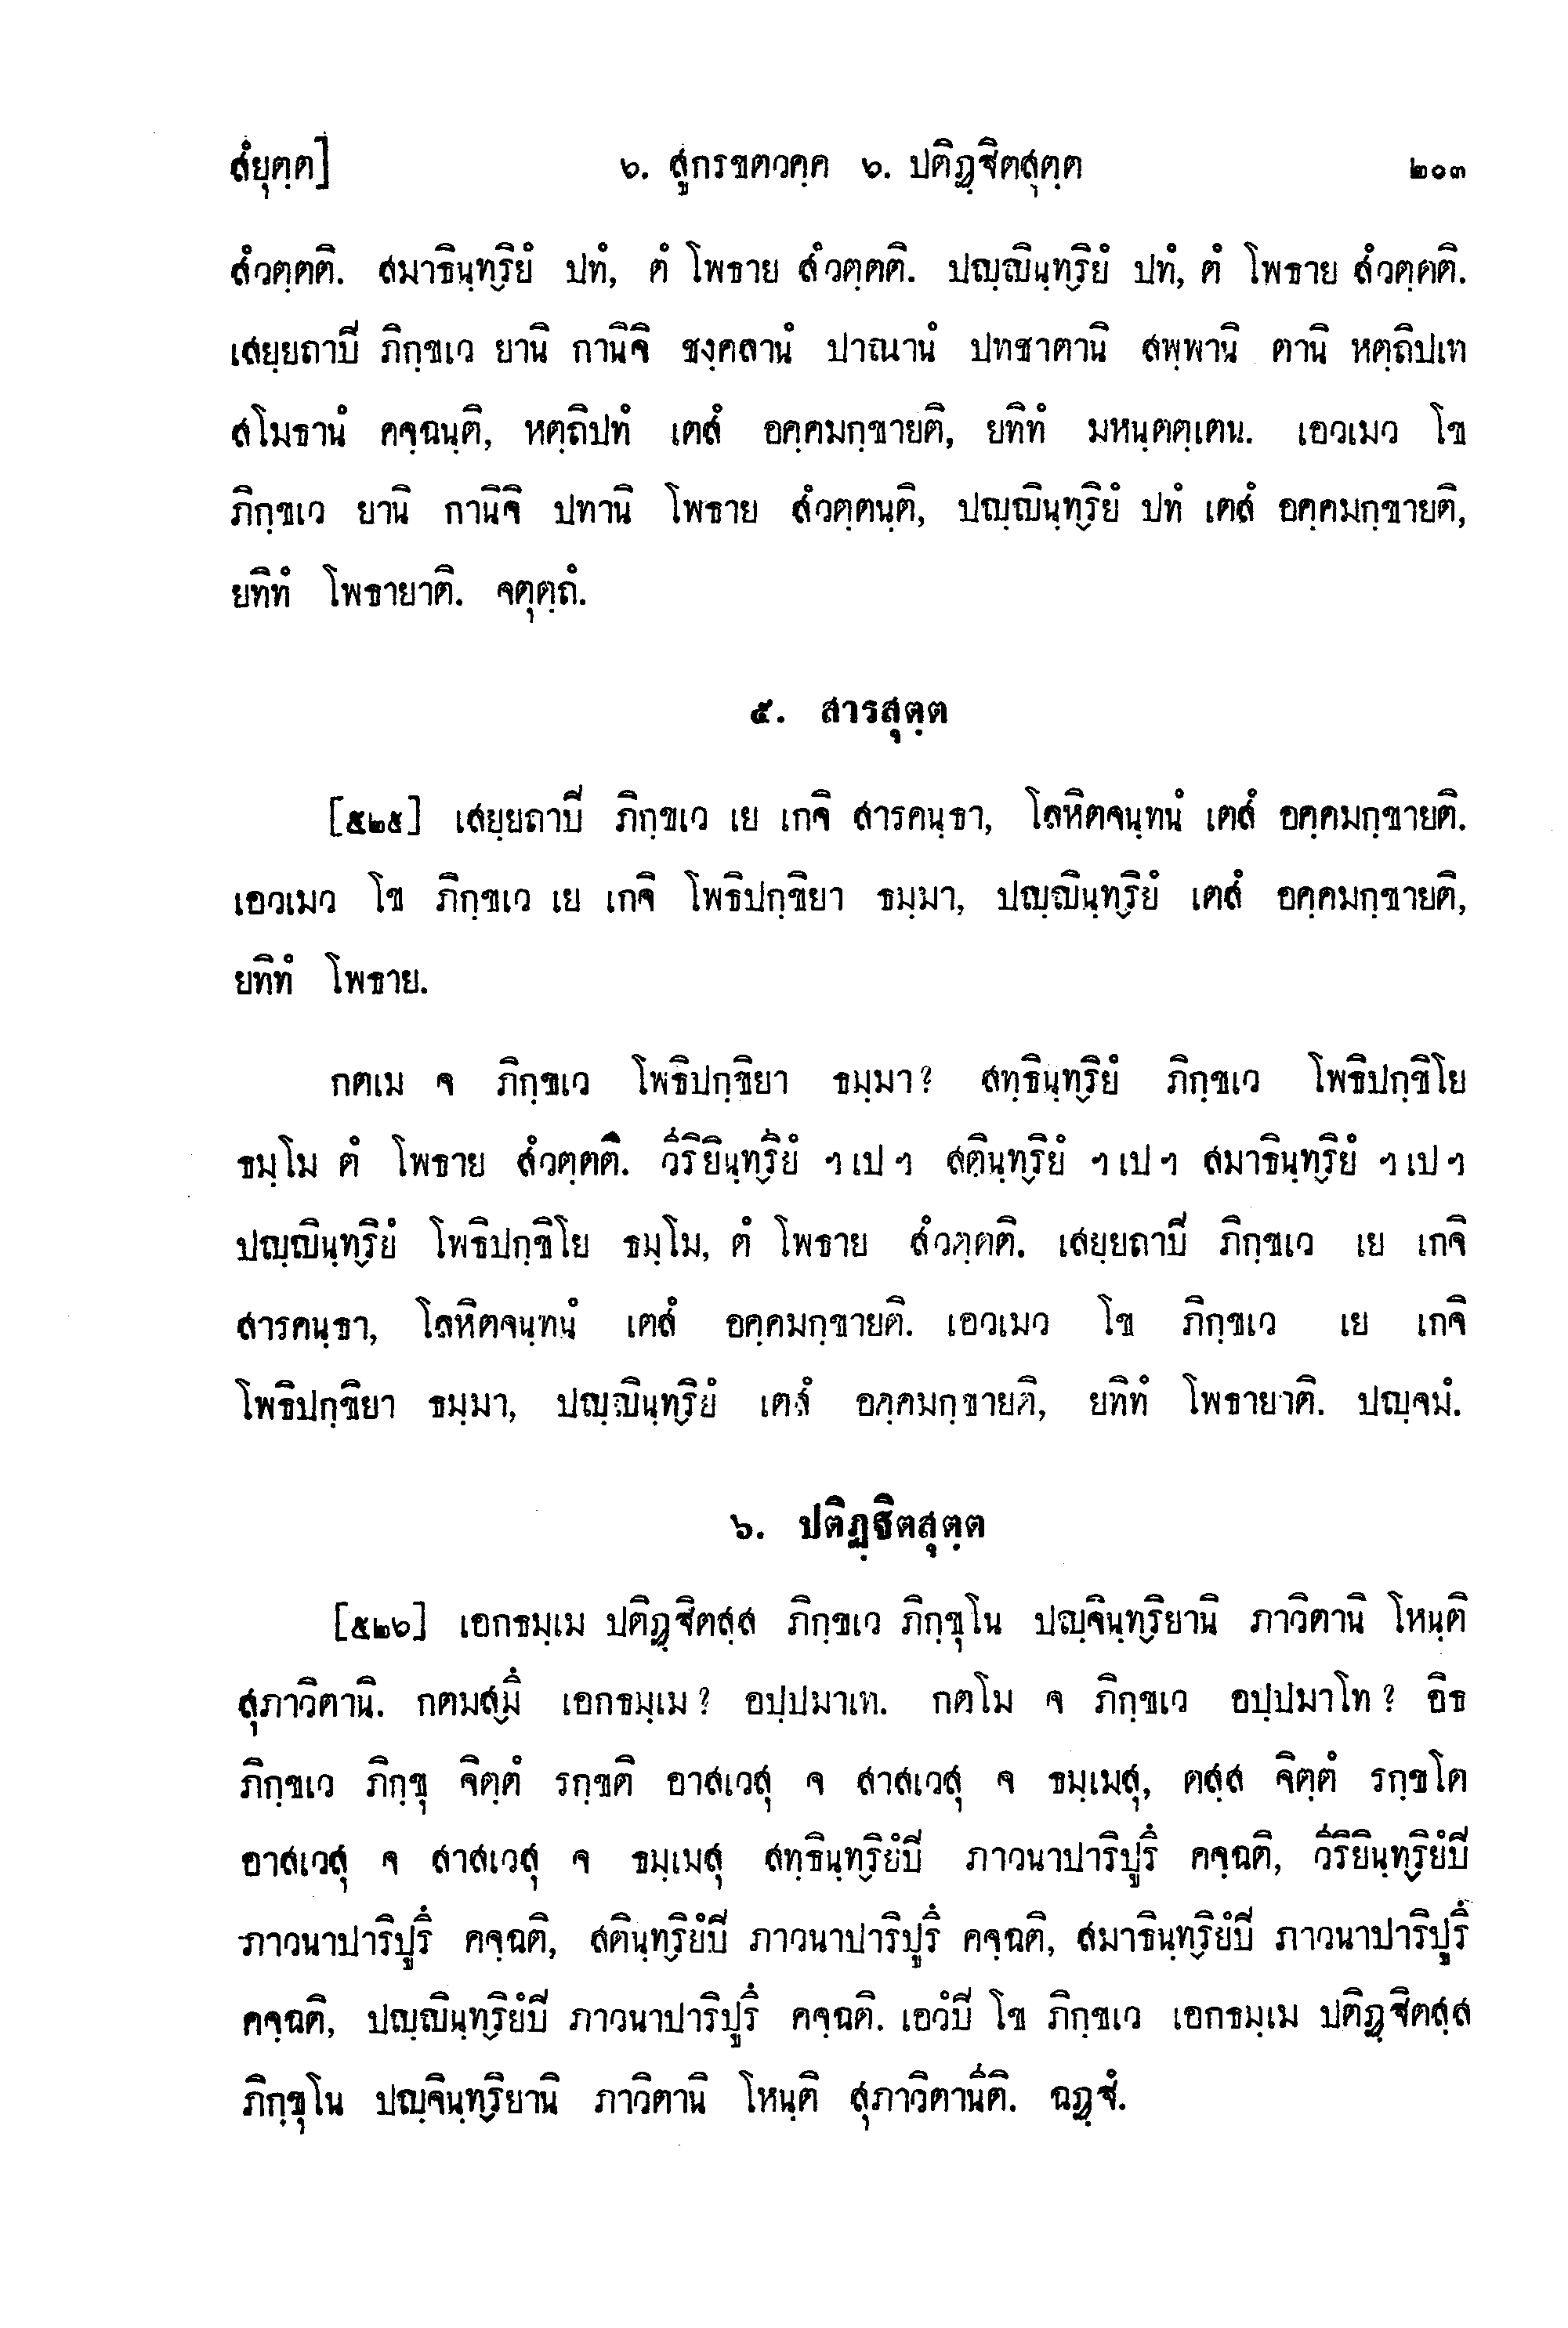 สํยุตฺต]	๖. สูกรขตวคฺค ๖. ปติฏฺฐิตสุตฺต	๒๐๓
สํวตฺตติ. สมาธินฺทฺริยํ ปทํ, ตํ โพธาย สํวตฺตติ. ปญฺญินฺทฺริยํ ปทํ, ตํ โพธาย สํวตฺตติ.
เสยฺยถาปิ ภิกฺขเว ยานิ กานิจิ ชงฺคลานํ ปาณานํ ปทชาตานิ สพฺพานิ ตานิ หตฺถิปเท
สโมธานํ คจฺฉนฺติ, หตฺถิปทํ เตสํ อคฺคมกฺขายติ, ยทิทํ มหนฺตตฺเตน. เอวเมว โข
ภิกฺขเว ยานิ กานิจิ ปทานิ โพธาย สํวตฺตนฺติ, ปญฺญินฺทฺริยํ ปทํ เตสํ อคฺคมกฺขายติ,
ยทิทํ โพธายาติ. จตุตฺถํ.
๕. สารสุตฺต
[๕๒๕] เสยฺยถาปิ ภิกฺขเว เย เกจิ สารคนฺธา, โลหิตจนฺทนํ เตสํ อคฺคมกฺขายติ.
เอวเมว โข ภิกฺขเว เย เกจิ โพธิปกฺขิยา ธมฺมา, ปญฺญินฺทฺริยํ เตสํ อคฺคมกฺขายติ,
ยทิทํ โพธาย.
กตเม จ ภิกฺขเว โพธิปกฺขิยา ธมฺมา? สทฺธินฺทฺริยํ ภิกฺขเว โพธิปกฺขิโย
ธมฺโม ตํ โพธาย สํวตฺตติ. วีริยินฺทฺริยํ ฯเปฯ สตินฺทฺริยํ ฯเปฯ สมาธินฺทฺริยํ ฯเปฯ
ปญฺญินฺทฺริยํ โพธิปกฺขิโย ธมฺโม, ตํ โพธาย สํวตฺตติ. เสยฺยถาปิ ภิกฺขเว เย เกจิ
สารคนฺธา, โลหิตจนฺทนํ เตสํ อคฺคมกฺขายติ. เอวเมว โข ภิกฺขเว เย เกจิ
โพธิปกฺขิยา ธมฺมา, ปญฺญินฺทฺริยํ เตสํ อคฺคมกฺขายติ, ยทิทํ โพธายาติ. ปญฺจมํ.
๖. ปติฏฺฐิตสุตฺต
[๕๒๖] เอกธมฺเม ปติฏฺฐิตสฺส ภิกฺขเว ภิกฺขุโน ปญฺจินฺทฺริยานิ ภาวิตานิ โหนฺติ
สุภาวิตานิ. กตมสฺมึ เอกธมฺเม? อปฺปมาเท. กตโม จ ภิกฺขเว อปฺปมาโท? อิธ
ภิกฺขเว ภิกฺขุ จิตฺตํ รกฺขติ อาสเวสุ จ สาสเวสุ จ ธมฺเมสุ, ตสฺส จิตฺตํ รกฺขโต
อาสเวสุ จ สาสเวสุ จ ธมฺเมสุ สทฺธินฺทฺริยํปิ ภาวนาปาริปูรึ คจฺฉติ, วีริยินฺทฺริยํปิ
ภาวนาปาริปูรึ คจฺฉติ, สตินฺทฺริยํปิ ภาวนาปาริปูรึ คจฺฉติ, สมาธินฺทฺริยํปิ ภาวนาปาริปูรึ
คจฺฉติ, ปญฺญินฺทฺริยํปิ ภาวนาปาริปูรึ คจฺฉติ. เอวํปิ โข ภิกฺขเว เอกธมฺเม ปติฏฺฐิตสฺส
ภิกฺขุโน ปญฺจินฺทฺริยานิ ภาวิตานิ โหนฺติ สุภาวิตานีติ. ฉฏฺฐํ.